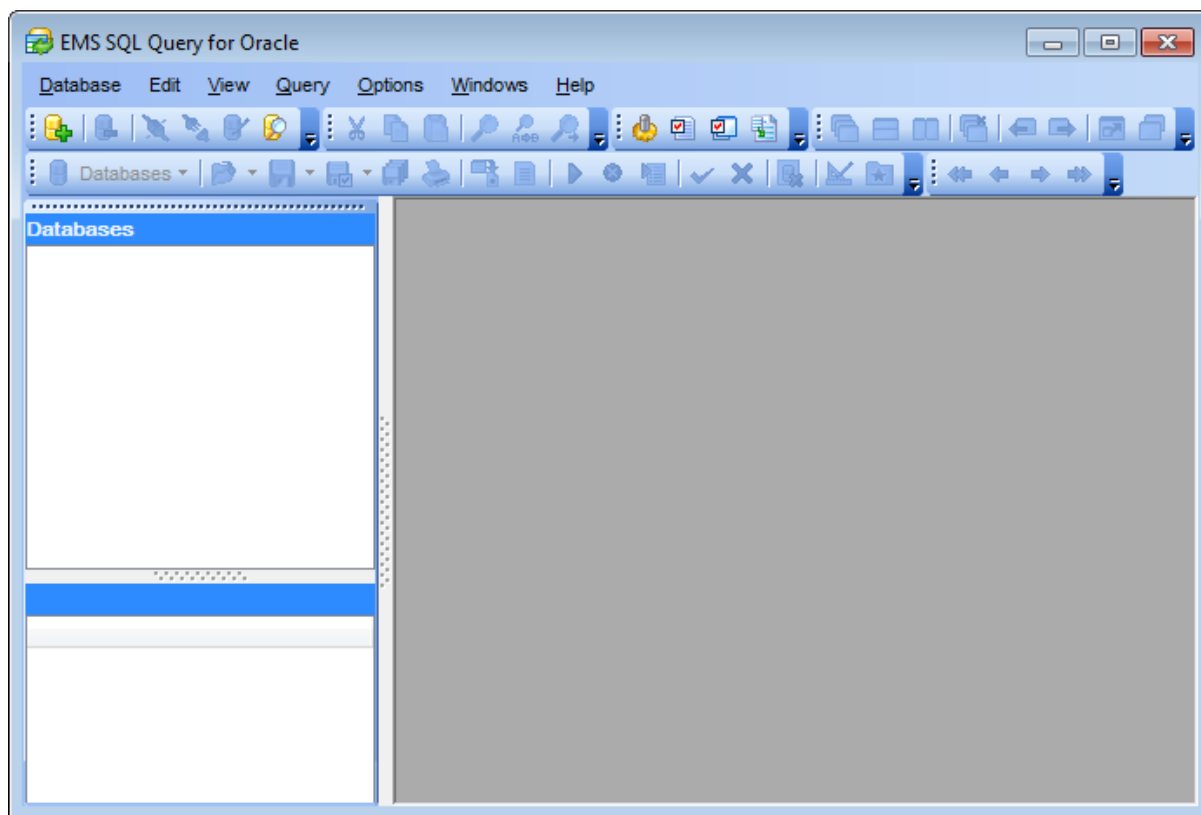 EMS SQL Query for Oracle
Database Edit View Query Options Windows Help
Databases
Databases